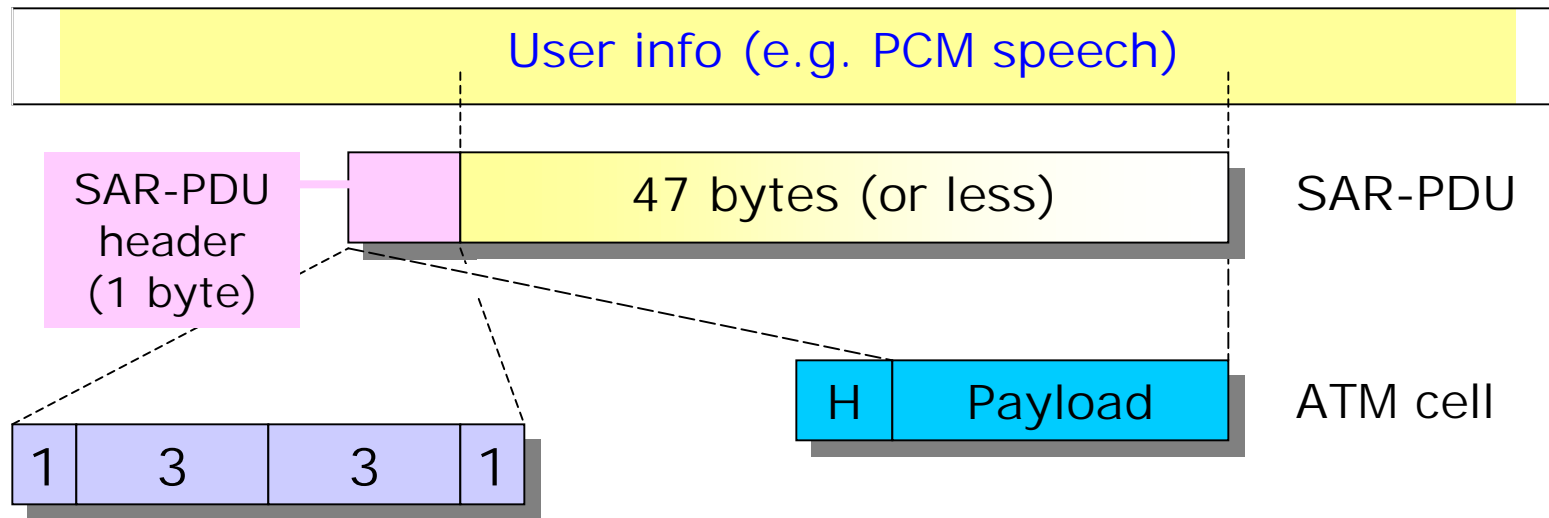 User info (e.g. PCM speech)
SAR-PDU
header
(1 byte)
47 bytes (or less)
SAR-PDU
H
Payload
ATM cell
1 3 3 1